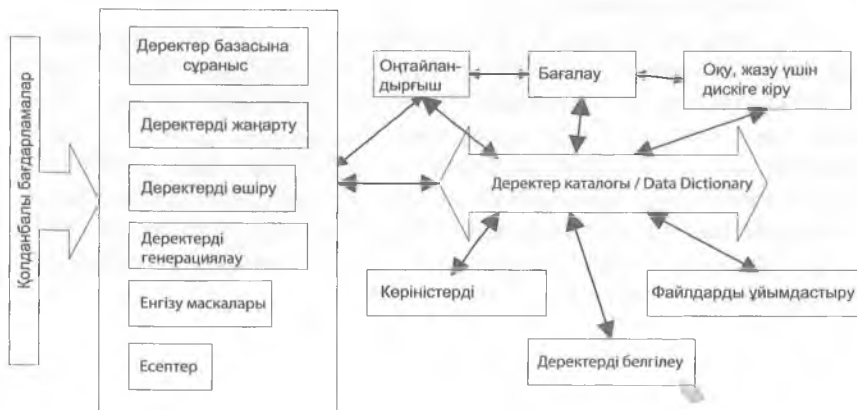 Қолданбалы бағдарламалар
Деректер базасына
сұраныс
Деректерді жаңарту
Деректерді өшіру
Деректерді
генерациялау
Енгізу маскалары
Есептер
Оңтайлан-
дырғыш
Бағалау
Оқу, жазу үшін
дискіге кіру
Деректер каталогы / Data Dictionary
Көріністерді
Файлдарды ұйымдастыру
Деректерді белгілеу